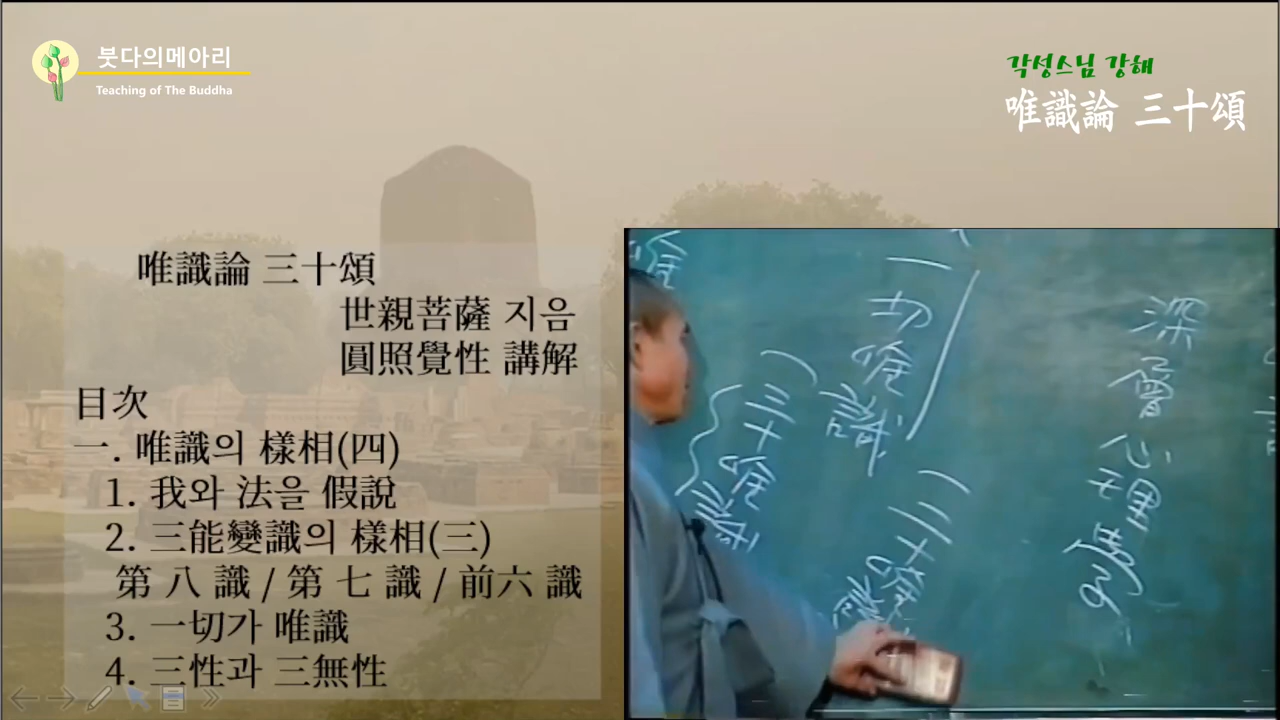 붓다의메아리
Teaching of The Buddha
각성스님 강해
唯識論 三十頌
唯識論 三十頌
世親菩薩 지음
圓照覺性 講解
目次
一. 唯識의 樣相(四)
1. 我와 法을 假說
2. 三能變識의 樣相(三)
第 八 識 / 第 七 識 / 前六 識
3. 一切가 唯識
4. 三性과 三無性
唯
三十唯識
一切唯識
二十唯識
深層心理學